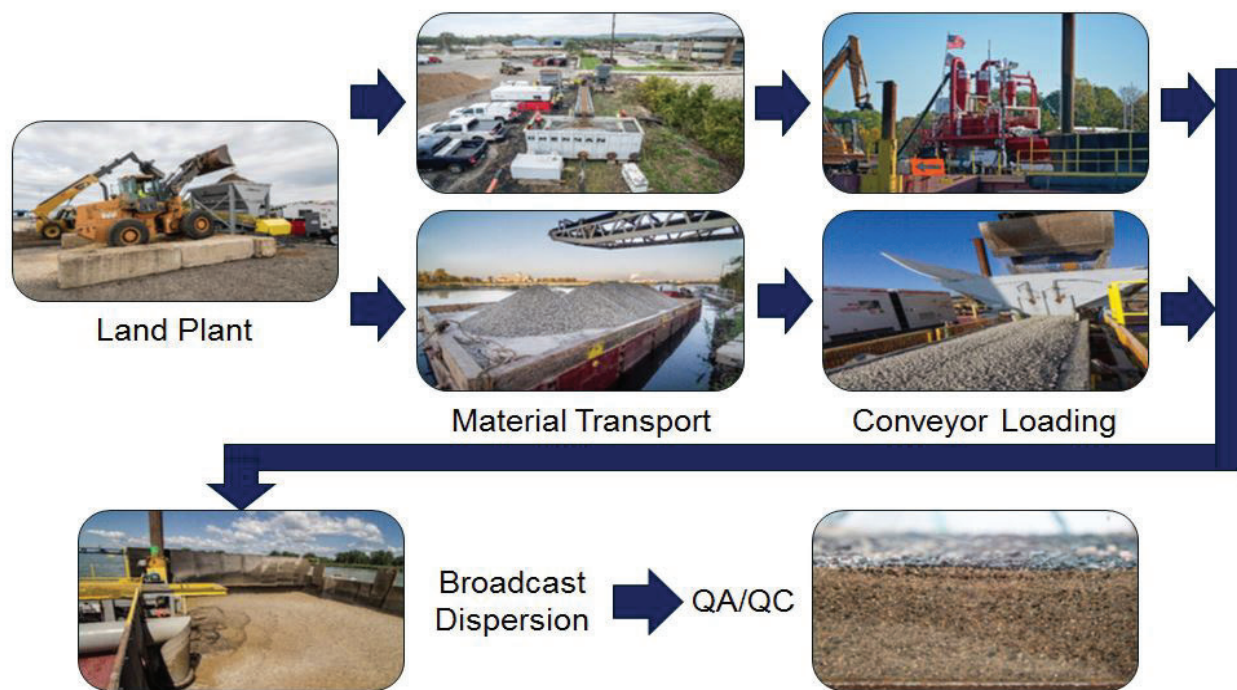 Land Plant
Material Transport
Conveyor Loading
Broadcast
Dispersion
QA/QC